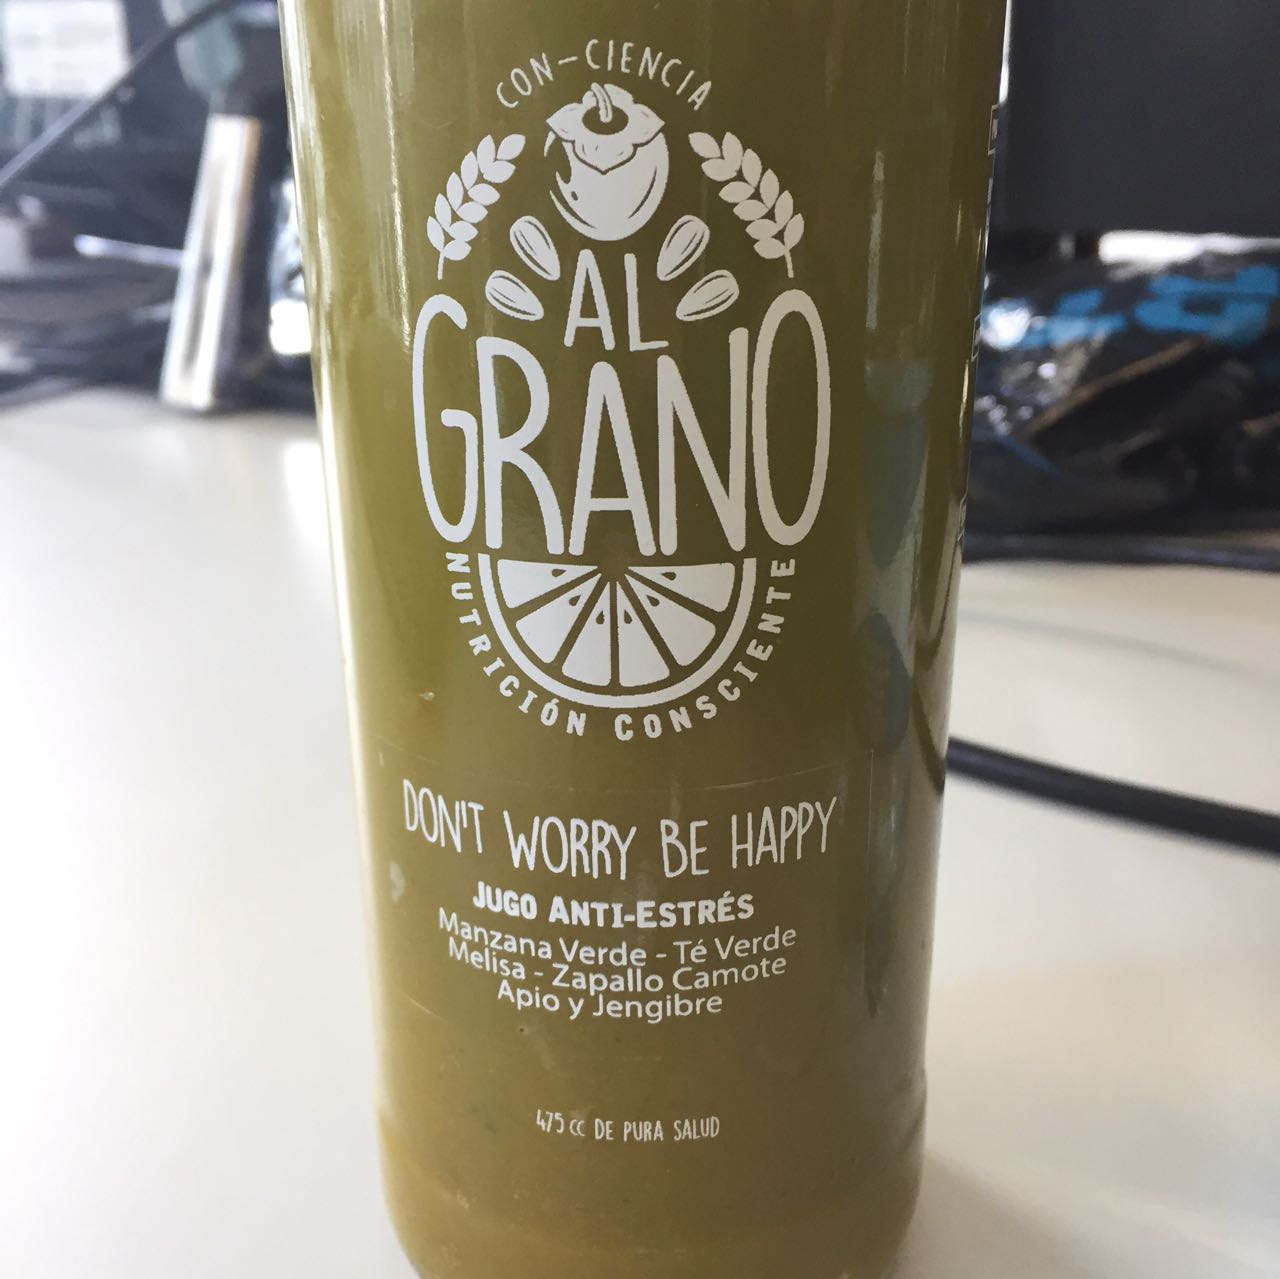 CON-CIENCIA
AL
GRANO
NUTRICIÓN CONSCIENTE
DON'T WORRY BE HAPPY
JUGO ANTI-ESTRÉS
Manzana Verde - Té Verde
Melisa - Zapallo Camote
Apio y Jengibre
475 cc DE PURA SALUD